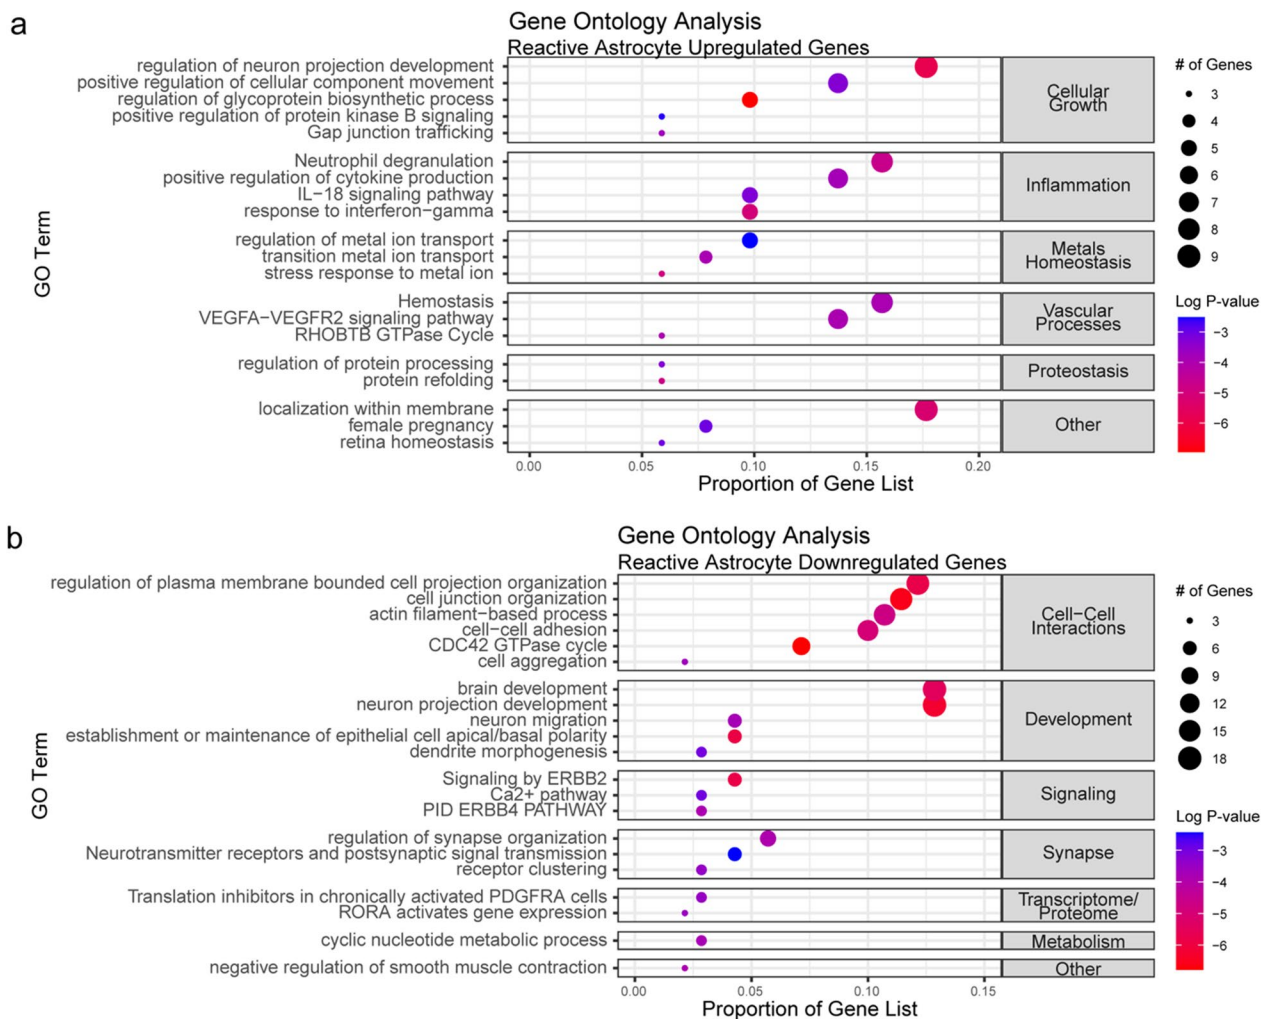 a
Gene Ontology Analysis
Reactive Astrocyte Upregulated Genes
GO Term
regulation of neuron projection development
positive regulation of cellular component movement
regulation of glycoprotein biosynthetic process
positive regulation of protein kinase B signaling
Gap junction trafficking
Cellular
Growth
Neutrophil degranulation
positive regulation of cytokine production
IL−18 signaling pathway
response to interferon−gamma
Inflammation
regulation of metal ion transport
transition metal ion transport
stress response to metal ion
Metals
Homeostasis
Hemostasis
VEGFA−VEGFR2 signaling pathway
RHOBTB GTPase Cycle
Vascular
Processes
regulation of protein processing
protein refolding
Proteostasis
localization within membrane
female pregnancy
retina homeostasis
Other
0.00 0.05 0.10 0.15 0.20
Proportion of Gene List
# of Genes
3
4
5
6
7
8
9
Log P-value
−3
−4
−5
−6
b
Gene Ontology Analysis
Reactive Astrocyte Downregulated Genes
GO Term
regulation of plasma membrane bounded cell projection organization
cell junction organization
actin filament−based process
cell−cell adhesion
CDC42 GTPase cycle
cell aggregation
Cell−Cell
Interactions
brain development
neuron projection development
neuron migration
establishment or maintenance of epithelial cell apical/basal polarity
dendrite morphogenesis
Development
Signaling by ERBB2
Ca2+ pathway
PID ERBB4 PATHWAY
Signaling
regulation of synapse organization
Neurotransmitter receptors and postsynaptic signal transmission
receptor clustering
Synapse
Translation inhibitors in chronically activated PDGFRA cells
RORA activates gene expression
Transcriptome/
Proteome
cyclic nucleotide metabolic process
Metabolism
negative regulation of smooth muscle contraction
Other
0.00 0.05 0.10 0.15
Proportion of Gene List
# of Genes
3
6
9
12
15
18
Log P-value
−3
−4
−5
−6